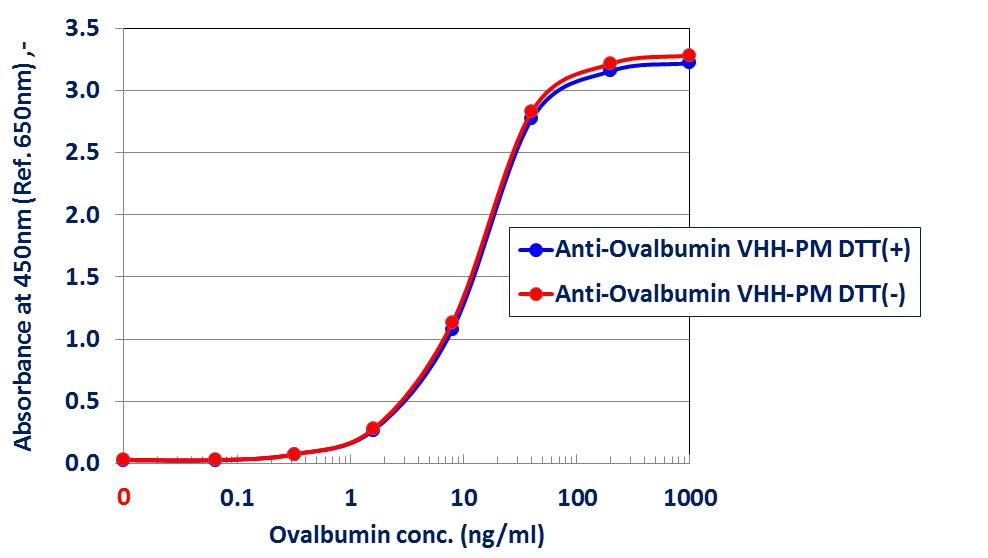 Absorbance at 450nm (Ref. 650nm) ,-
3.5
3.0
2.5
2.0
1.5
1.0
0.5
0.0
Anti-Ovalbumin VHH-PM DTT(+)
Anti-Ovalbumin VHH-PM DTT(-)
0 0.1 1 10 100 1000
Ovalbumin conc. (ng/ml)